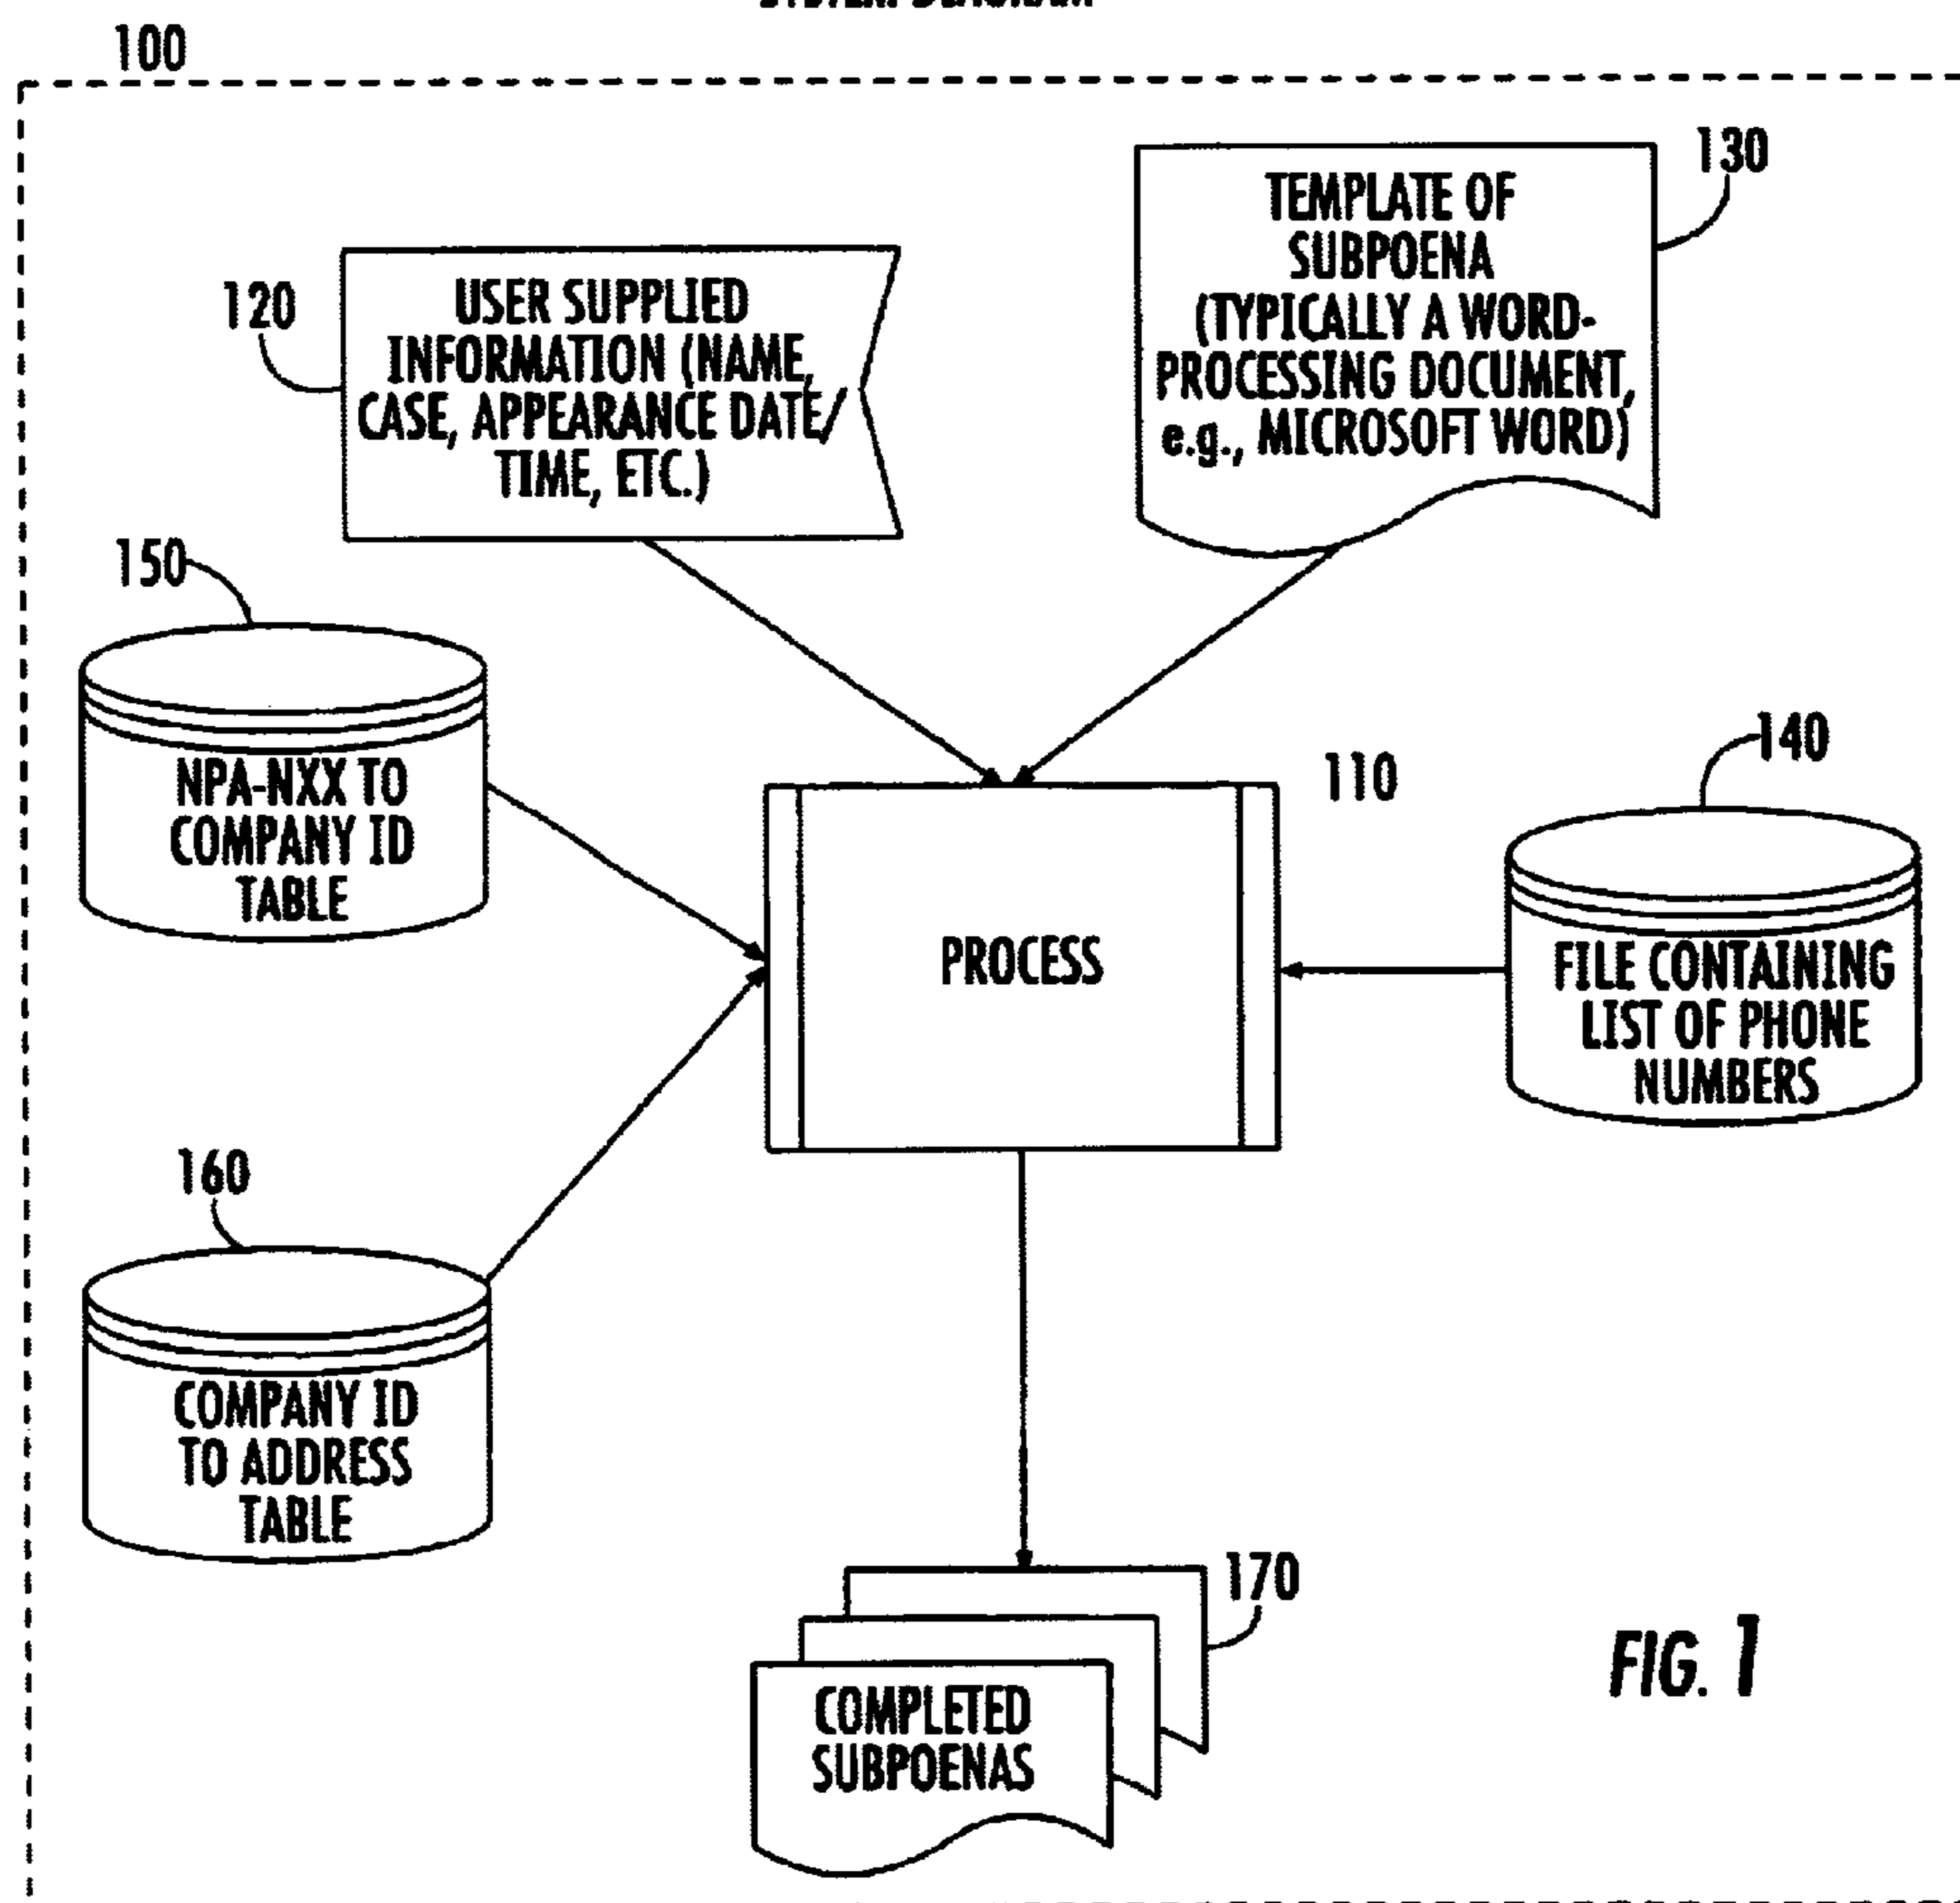 100
130
TEMPLATE OF
SUBPOENA
(TYPICALLY A WORD-
PROCESSING DOCUMENT,
e.g., MICROSOFT WORD)
120
USER SUPPLIED
INFORMATION (NAME,
CASE, APPEARANCE DATE/
TIME, ETC.)
150
NPA-NXX TO
COMPANY ID
TABLE
110
PROCESS
140
FILE CONTAINING
LIST OF PHONE
NUMBERS
160
COMPANY ID
TO ADDRESS
TABLE
170
COMPLETED
SUBPOENAS
FIG. 1